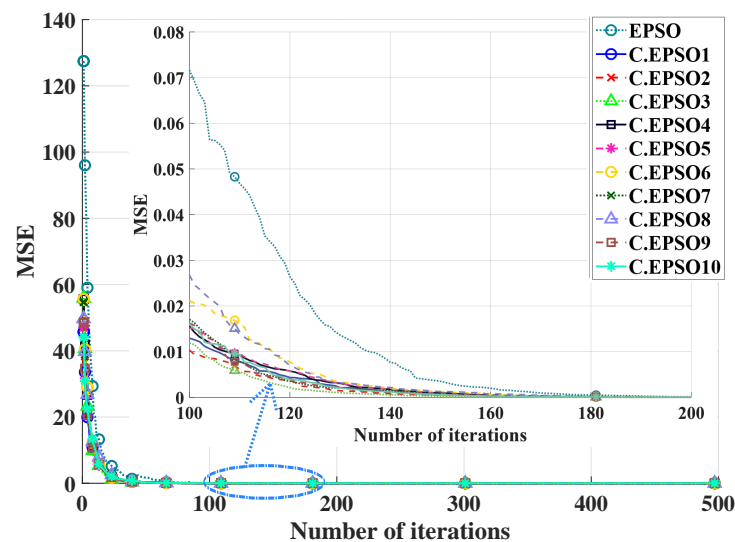 140
120
100
80
60
40
20
0
MSE
0
100
200
300
400
500
Number of iterations
0.08
0.07
0.06
0.05
0.04
0.03
0.02
0.01
0
MSE
100
120
140
160
180
200
Number of iterations
EPSO
C.EPSO1
C.EPSO2
C.EPSO3
C.EPSO4
C.EPSO5
C.EPSO6
C.EPSO7
C.EPSO8
C.EPSO9
C.EPSO10